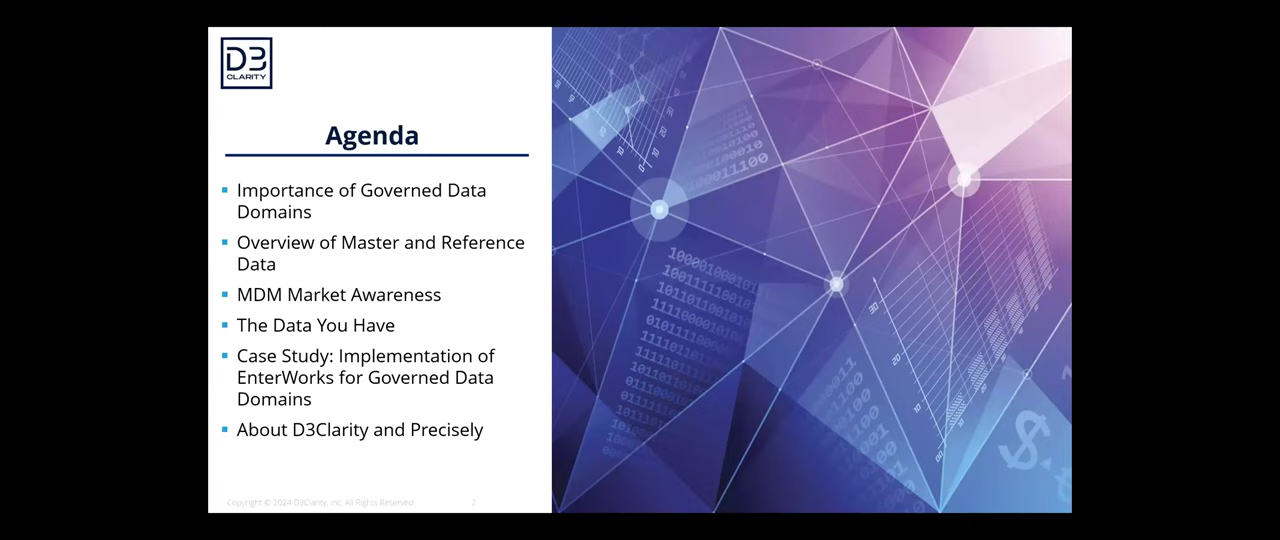 D3
CLARITY
Agenda
Importance of Governed Data
Domains
Overview of Master and Reference
Data
MDM Market Awareness
The Data You Have
Case Study: Implementation of
EnterWorks for Governed Data
Domains
About D3Clarity and Precisely
Copyright © 2024 D3Clarity, Inc. All Rights Reserved
2